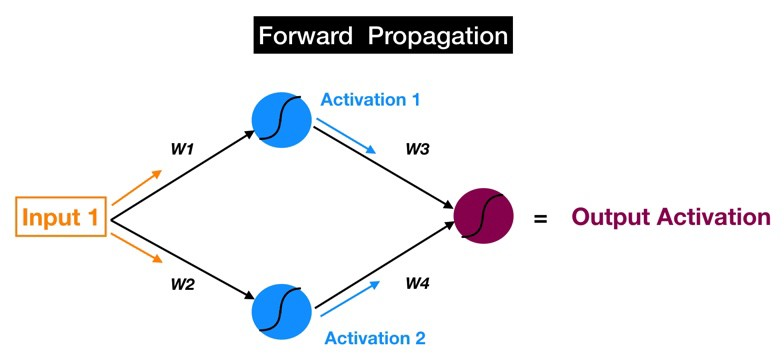 Forward Propagation
Activation 1
W1
W3
Input 1
= Output Activation
W2
W4
Activation 2